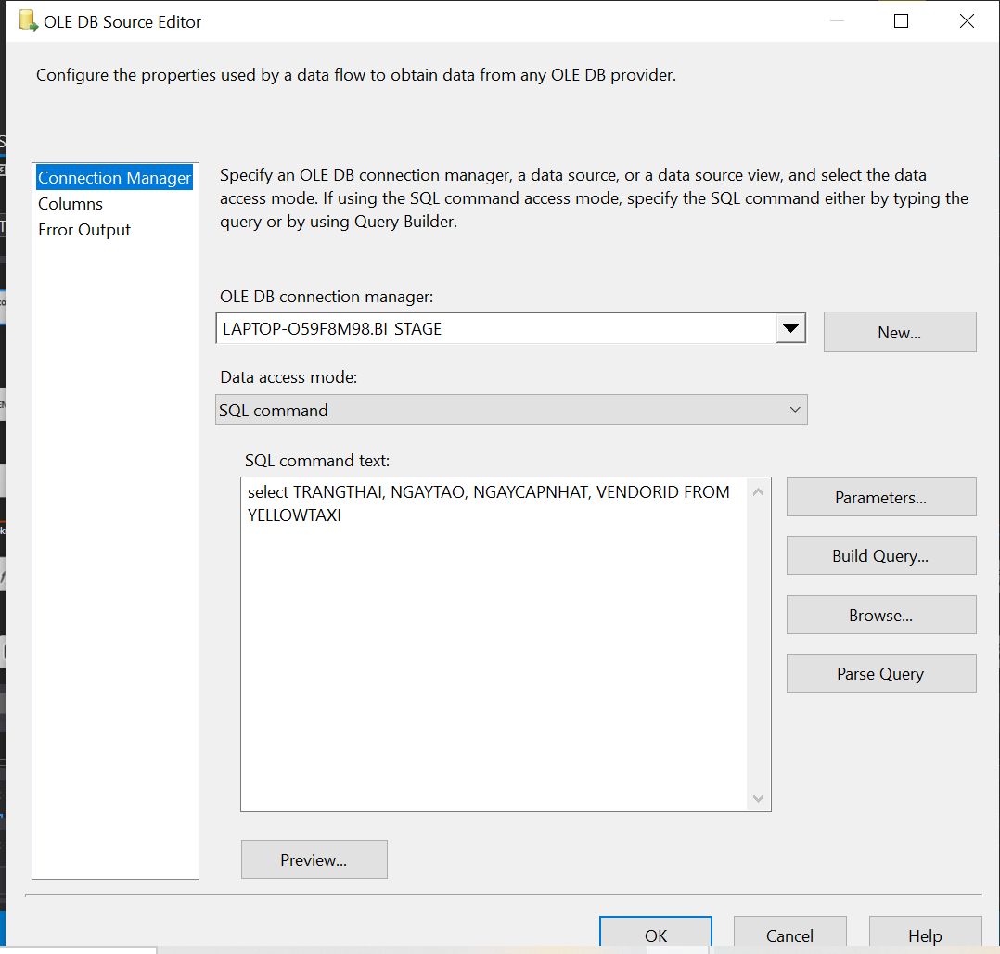 OLE DB Source Editor
Configure the properties used by a data flow to obtain data from any OLE DB provider.
Connection Manager
Columns
Error Output
Specify an OLE DB connection manager, a data source, or a data source view, and select the data
access mode. If using the SQL command access mode, specify the SQL command either by typing the
query or by using Query Builder.
OLE DB connection manager:
LAPTOP-O59F8M98.BI_STAGE
New...
Data access mode:
SQL command
SQL command text:
select TRANGTHAI, NGAYTAO, NGAYCAPNHAT, VENDORID FROM
YELLOWTAXI
Parameters...
Build Query...
Browse...
Parse Query
Preview...
OK
Cancel
Help